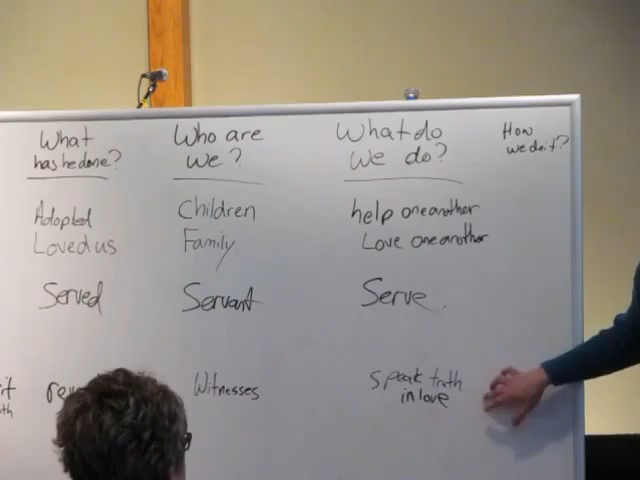 What
has he done?
Adopted
Loved us
Served
Who are
we?
Children
Family
Servant
Witnesses
What do
we do?
help one another
Love one another
Serve
speak truth
in love
How
we do it?